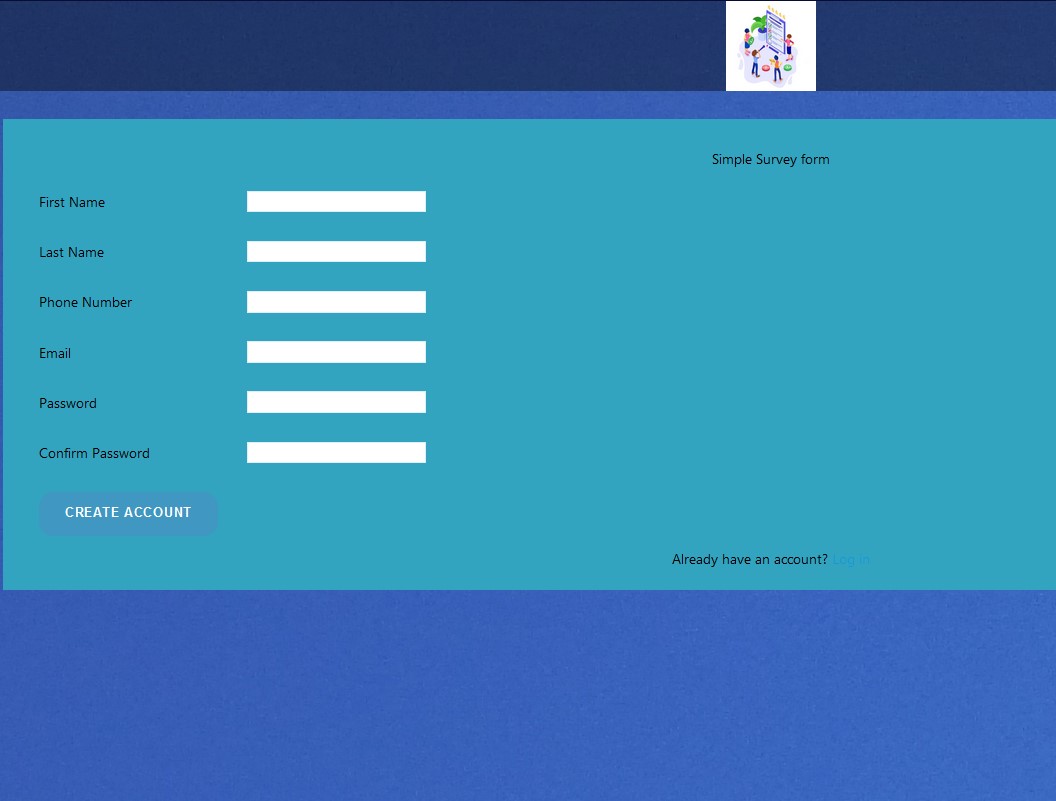 Simple Survey form
First Name
Last Name
Phone Number
Email
Password
Confirm Password
CREATE ACCOUNT
Already have an account? Log in